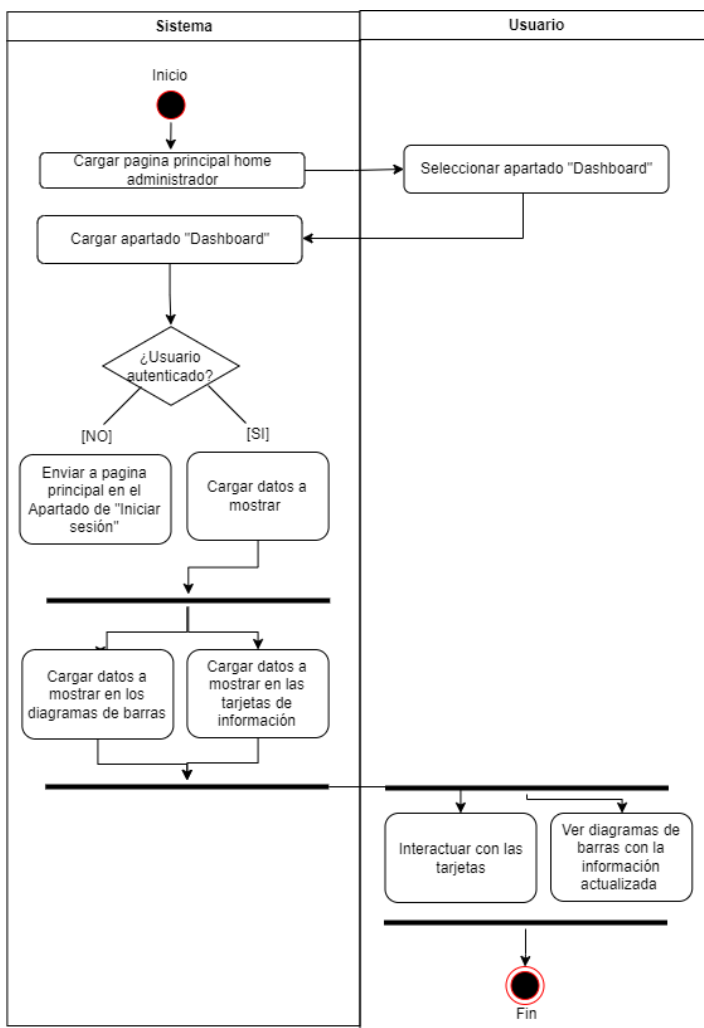 Sistema
Usuario
Inicio
Cargar pagina principal home
administrador
Seleccionar apartado "Dashboard"
Cargar apartado "Dashboard"
¿Usuario
autenticado?
[NO]
[SI]
Enviar a pagina
principal en el
Apartado de "Iniciar
sesión"
Cargar datos a
mostrar
Cargar datos a
mostrar en los
diagramas de barras
Cargar datos a
mostrar en las
tarjetas de
información
Interactuar con las
tarjetas
Ver diagramas de
barras con la
información
actualizada
Fin